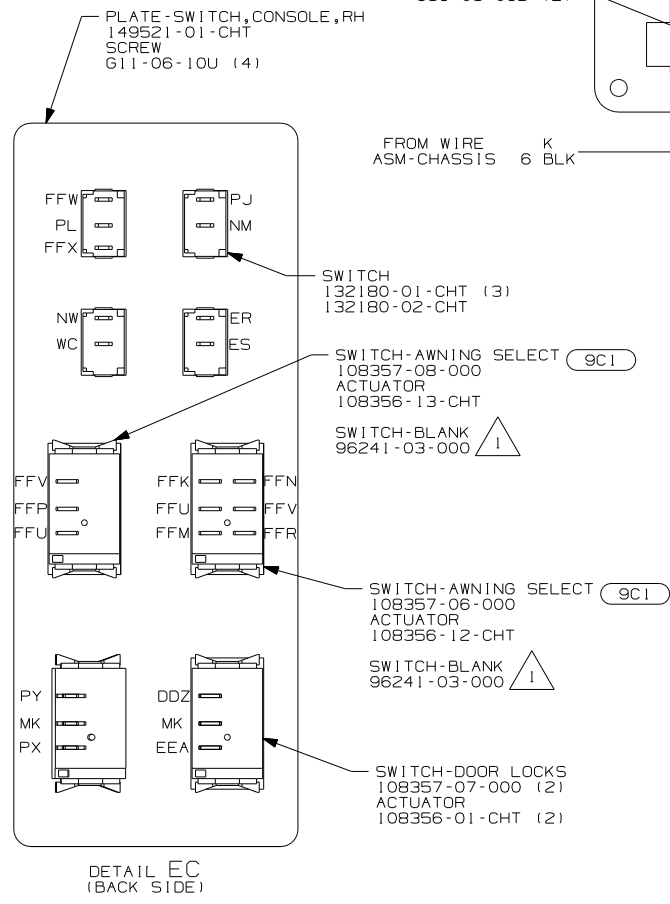 PLATE-SWITCH,CONSOLE,RH
149521-01-CHT
SCREW
G11-06-10U (4)
FROM WIRE K
ASM-CHASSIS 6 BLK
FFW
PL
FFX
PJ
NM
SWITCH
132180-01-CHT (3)
132180-02-CHT
NW
WC
ER
ES
SWITCH-AWNING SELECT 9C1
108357-08-000
ACTUATOR
108356-13-CHT
SWITCH-BLANK
96241-03-000 1
FFV
FFP
FFU
FFK
FFU
FFM
FFN
FFV
FFR
SWITCH-AWNING SELECT 9C1
108357-06-000
ACTUATOR
108356-12-CHT
SWITCH-BLANK
96241-03-000 1
PY
MK
PX
DDZ
MK
EEA
SWITCH-DOOR LOCKS
108357-07-000 (2)
ACTUATOR
108356-01-CHT (2)
DETAIL EC
(BACK SIDE)